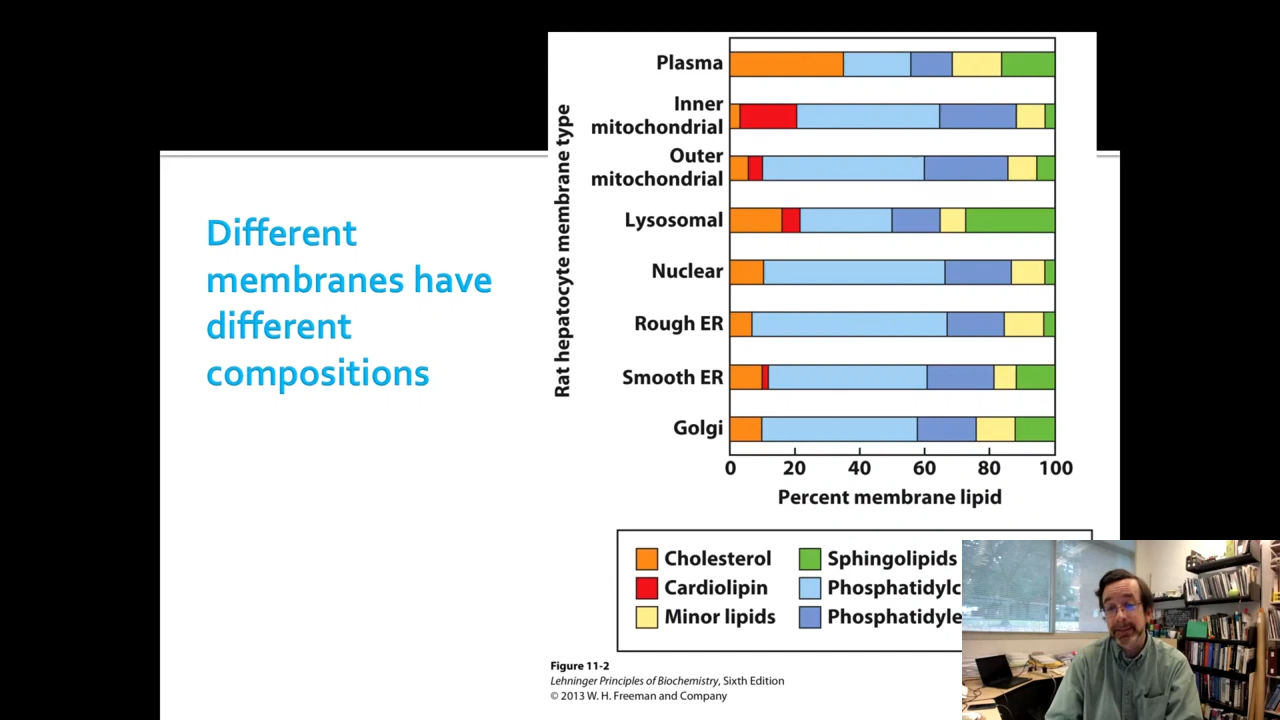 Different
membranes have
different
compositions
Rat hepatocyte membrane type
Plasma
Inner
mitochondrial
Outer
mitochondrial
Lysosomal
Nuclear
Rough ER
Smooth ER
Golgi
0 20 40 60 80 100
Percent membrane lipid
Cholesterol
Cardiolipin
Minor lipids
Sphingolipids
Phosphatidylc
Phosphatidyle
Figure 11-2
Lehninger Principles of Biochemistry, Sixth Edition
© 2013 W. H. Freeman and Company